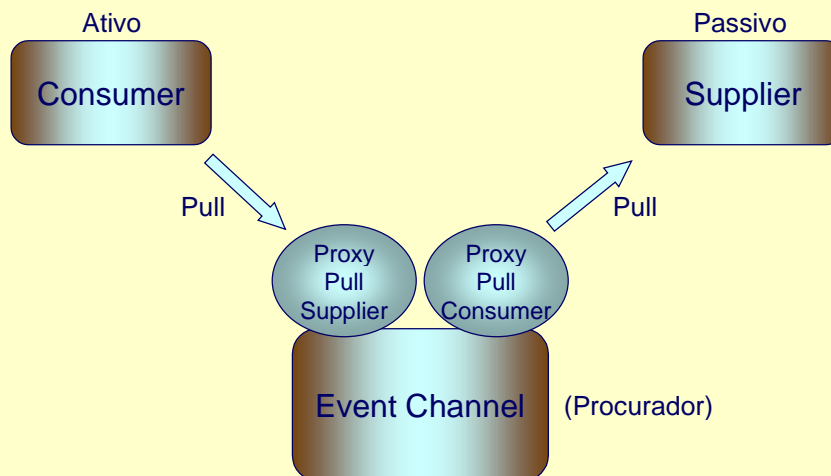 Ativo
Passivo
Consumer
Supplier
Pull
Pull
Proxy
Pull
Supplier
Proxy
Pull
Consumer
Event Channel
(Procurador)